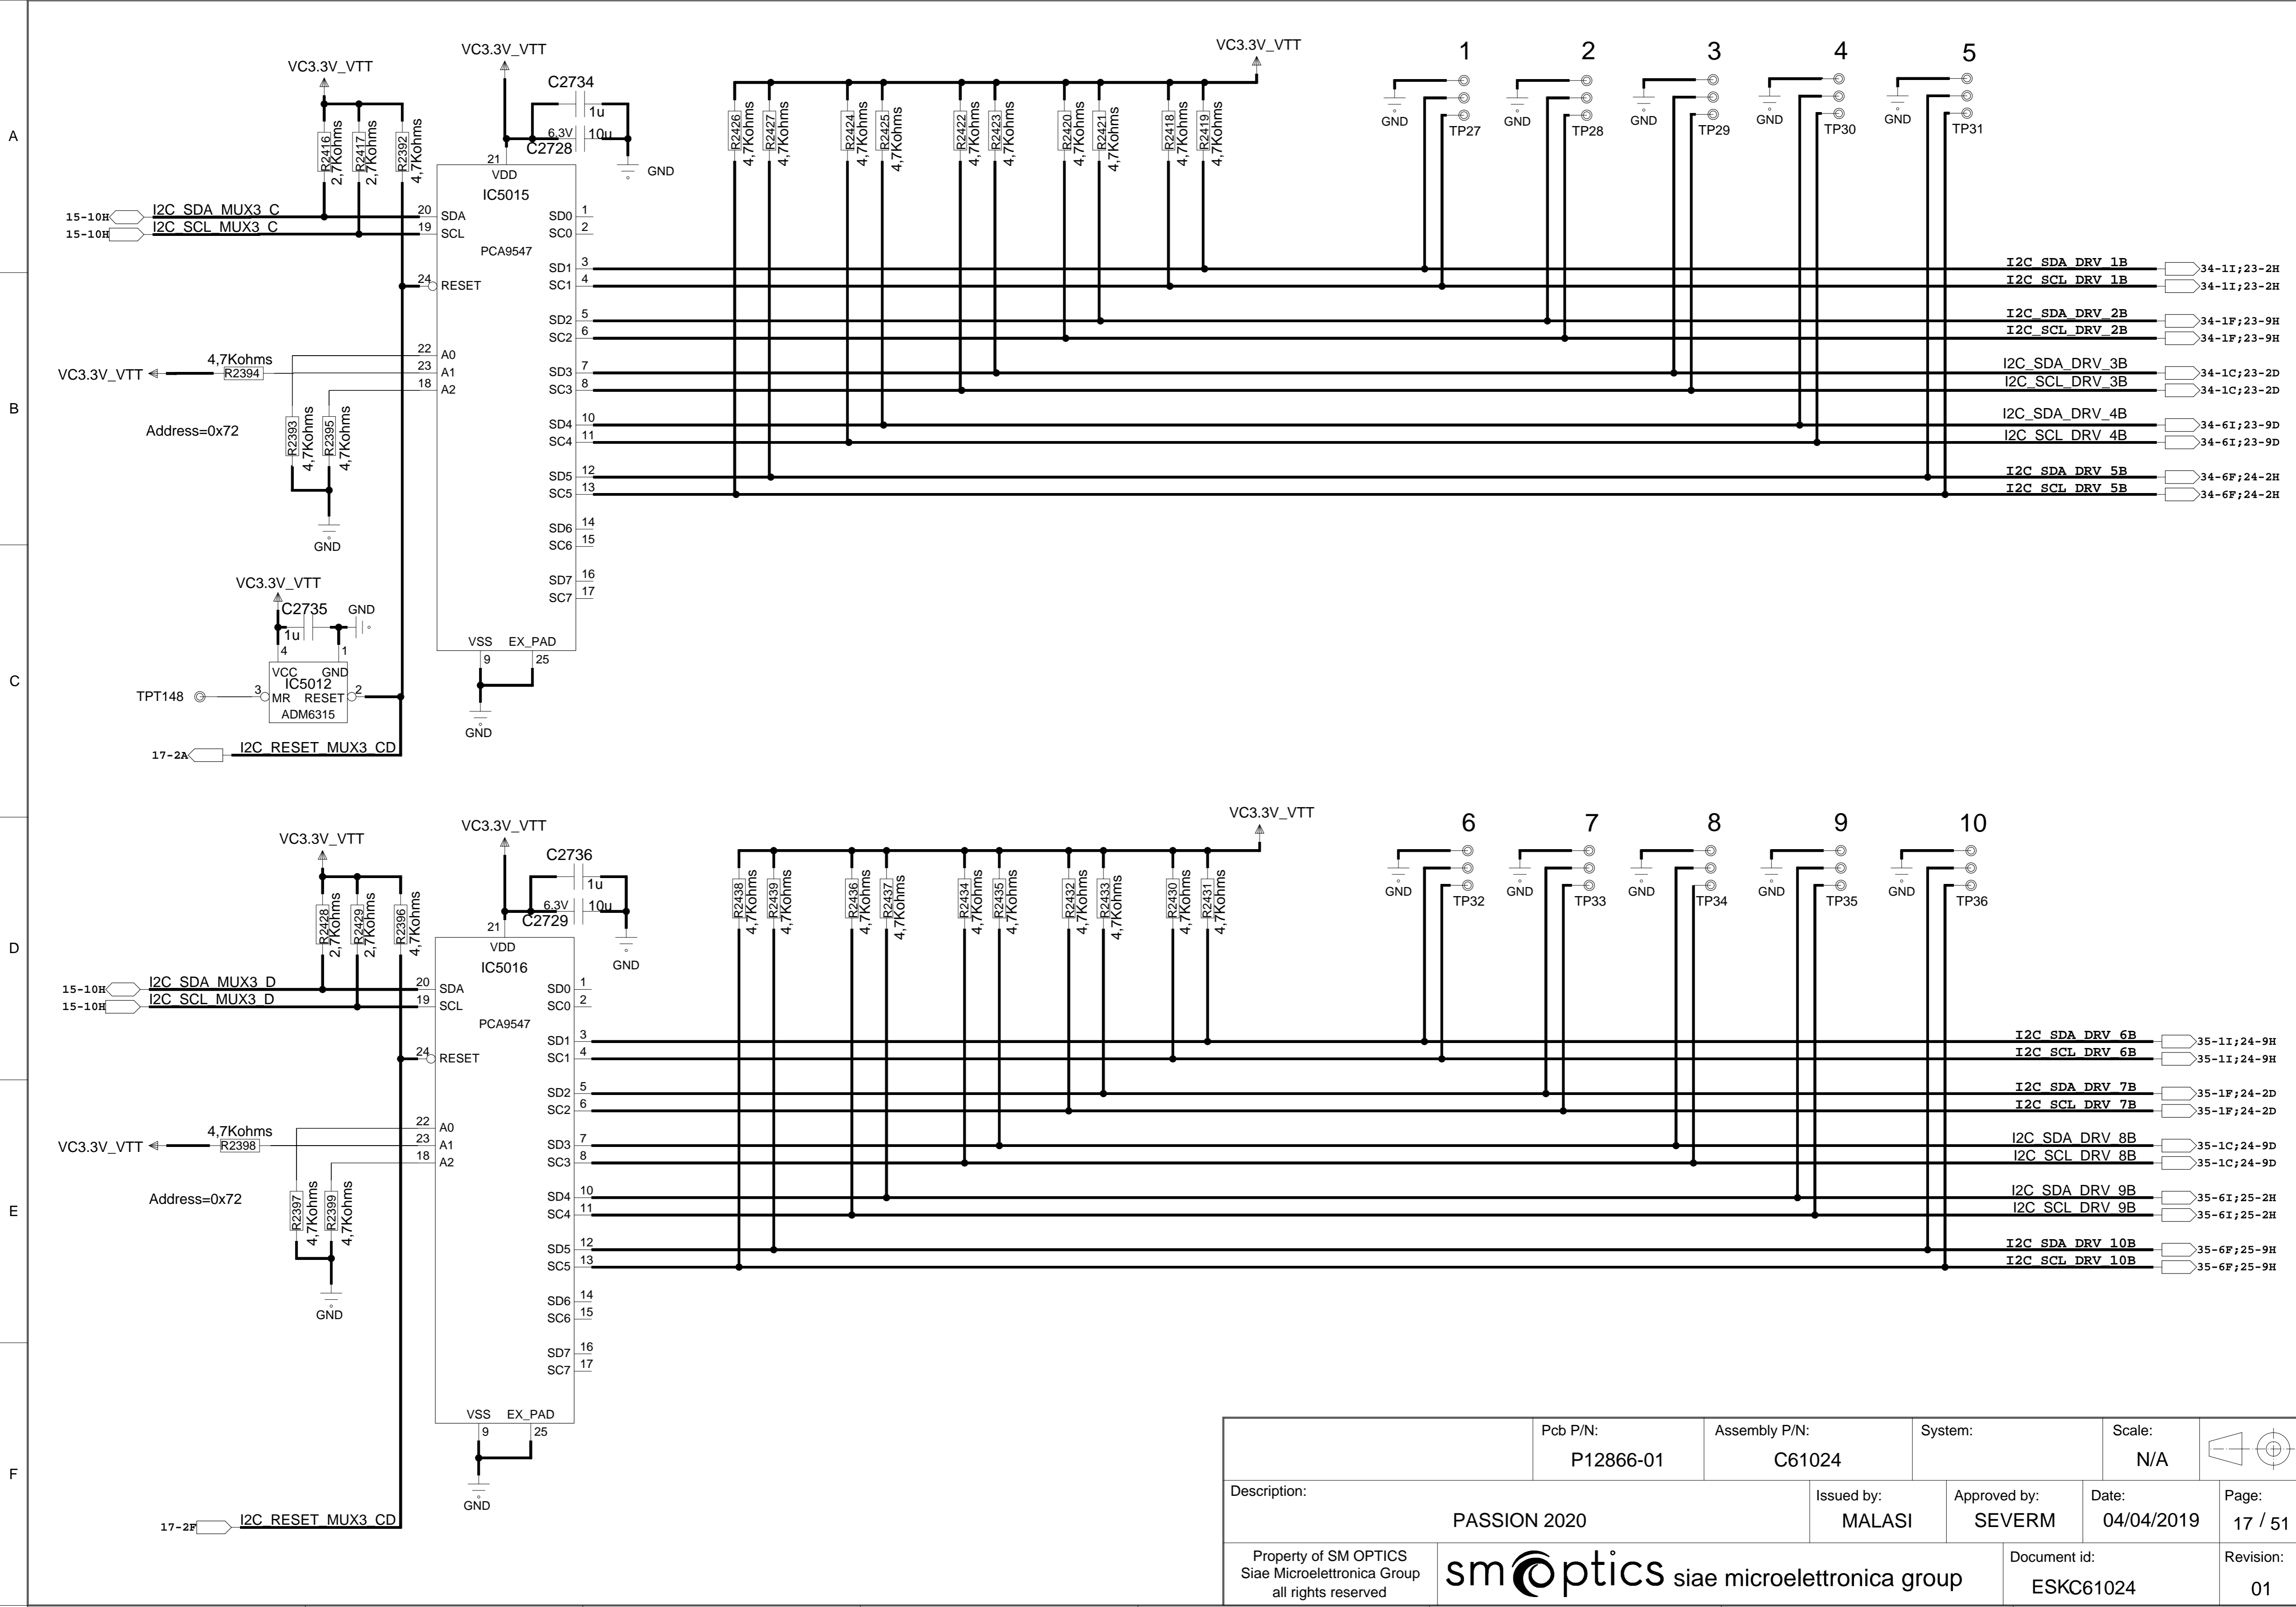 VC3.3V_VTT
VC3.3V_VTT
VC3.3V_VTT
1 2 3 4 5
C2734
1u
6,3V 10u
C2728
GND
R2416 2,7Kohms
R2417 2,7Kohms
R2392 4,7Kohms
R2426 4,7Kohms
R2427 4,7Kohms
R2424 4,7Kohms
R2425 4,7Kohms
R2422 4,7Kohms
R2423 4,7Kohms
R2420 4,7Kohms
R2421 4,7Kohms
R2418 4,7Kohms
R2419 4,7Kohms
GND TP27
GND TP28
GND TP29
GND TP30
GND TP31
A
21
VDD
IC5015
PCA9547
15-10H I2C_SDA_MUX3_C 20 SDA
15-10H I2C_SCL_MUX3_C 19 SCL
24 RESET
22 A0
23 A1
18 A2
SD0 1
SC0 2
SD1 3 I2C_SDA_DRV_1B 34-1I;23-2H
SC1 4 I2C_SCL_DRV_1B 34-1I;23-2H
SD2 5 I2C_SDA_DRV_2B 34-1F;23-9H
SC2 6 I2C_SCL_DRV_2B 34-1F;23-9H
SD3 7 I2C_SDA_DRV_3B 34-1C;23-2D
SC3 8 I2C_SCL_DRV_3B 34-1C;23-2D
SD4 10 I2C_SDA_DRV_4B 34-6I;23-9D
SC4 11 I2C_SCL_DRV_4B 34-6I;23-9D
SD5 12 I2C_SDA_DRV_5B 34-6F;24-2H
SC5 13 I2C_SCL_DRV_5B 34-6F;24-2H
SD6 14
SC6 15
SD7 16
SC7 17
VC3.3V_VTT 4,7Kohms R2394
B
Address=0x72
R2393 4,7Kohms
R2395 4,7Kohms
GND
VSS EX_PAD
9 25
GND
VC3.3V_VTT
C2735 GND
1u
4 1
VCC GND
IC5012
C
TPT148 3 MR RESET 2
ADM6315
17-2A I2C_RESET_MUX3_CD
VC3.3V_VTT
VC3.3V_VTT
VC3.3V_VTT
6 7 8 9 10
C2736
1u
6,3V 10u
C2729
GND
R2428 2,7Kohms
R2429 2,7Kohms
R2396 4,7Kohms
R2438 4,7Kohms
R2439 4,7Kohms
R2436 4,7Kohms
R2437 4,7Kohms
R2434 4,7Kohms
R2435 4,7Kohms
R2432 4,7Kohms
R2433 4,7Kohms
R2430 4,7Kohms
R2431 4,7Kohms
GND TP32
GND TP33
GND TP34
GND TP35
GND TP36
D
21
VDD
IC5016
PCA9547
15-10H I2C_SDA_MUX3_D 20 SDA
15-10H I2C_SCL_MUX3_D 19 SCL
24 RESET
22 A0
23 A1
18 A2
SD0 1
SC0 2
SD1 3 I2C_SDA_DRV_6B 35-1I;24-9H
SC1 4 I2C_SCL_DRV_6B 35-1I;24-9H
SD2 5 I2C_SDA_DRV_7B 35-1F;24-2D
SC2 6 I2C_SCL_DRV_7B 35-1F;24-2D
SD3 7 I2C_SDA_DRV_8B 35-1C;24-9D
SC3 8 I2C_SCL_DRV_8B 35-1C;24-9D
SD4 10 I2C_SDA_DRV_9B 35-6I;25-2H
SC4 11 I2C_SCL_DRV_9B 35-6I;25-2H
SD5 12 I2C_SDA_DRV_10B 35-6F;25-9H
SC5 13 I2C_SCL_DRV_10B 35-6F;25-9H
SD6 14
SC6 15
SD7 16
SC7 17
VC3.3V_VTT 4,7Kohms R2398
Address=0x72
E
R2397 4,7Kohms
R2399 4,7Kohms
GND
VSS EX_PAD
9 25
GND
F
17-2F I2C_RESET_MUX3_CD
Pcb P/N: Assembly P/N: System: Scale:
P12866-01 C61024 N/A
Description: Issued by: Approved by: Date: Page:
PASSION 2020 MALASI SEVERM 04/04/2019 17 / 51
Property of SM OPTICS
Siae Microelettronica Group
all rights reserved
sm optics siae microelettronica group
Document id: Revision:
ESKC61024 01